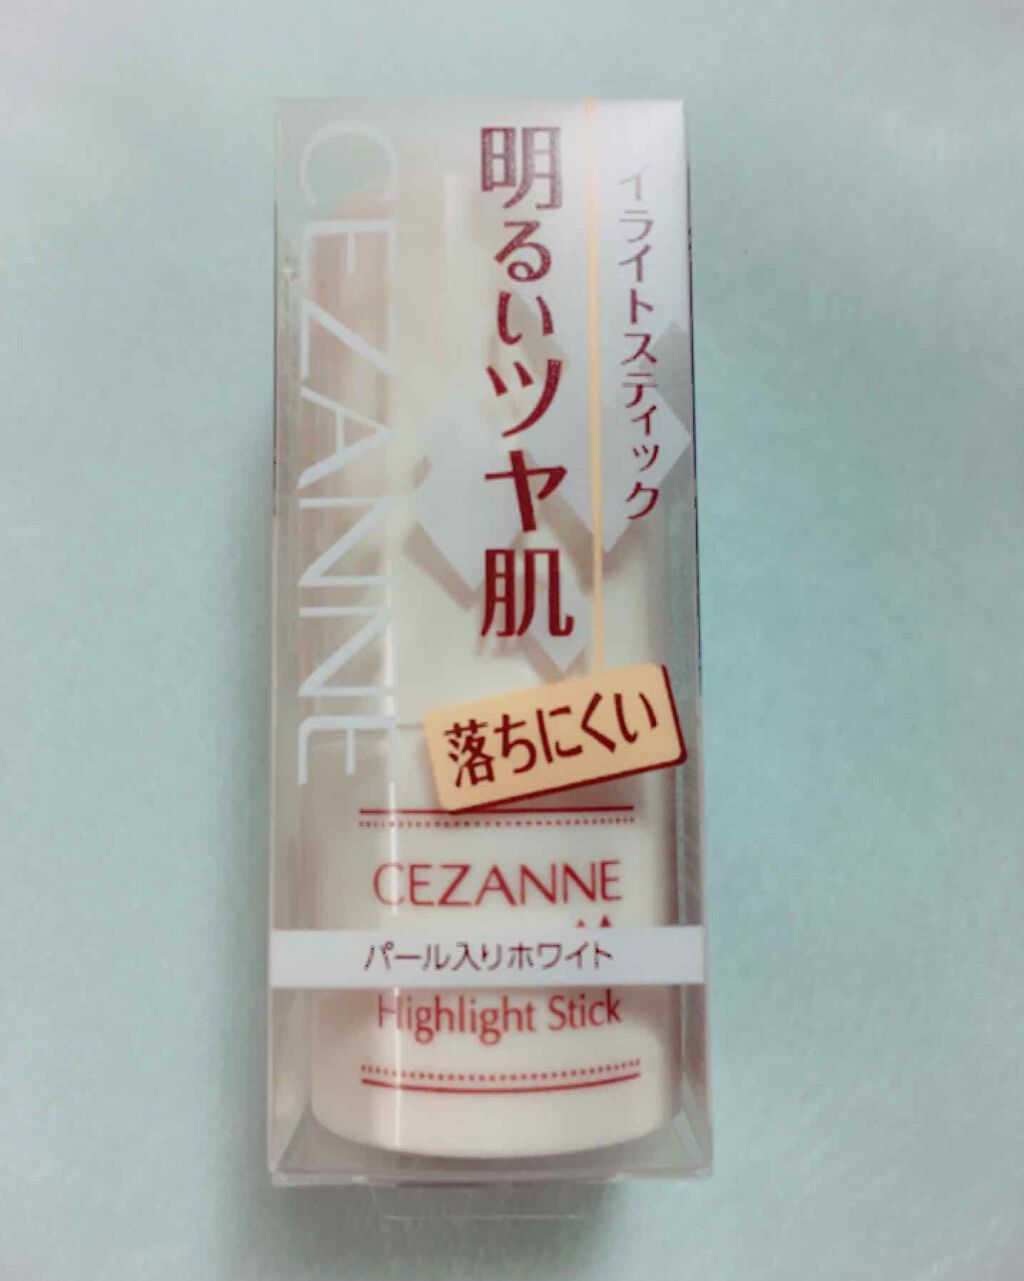 イライトスティック
明るいツヤ肌
落ちにくい
CEZANNE
CEZANNE
パール入りホワイト
Highlight Stick